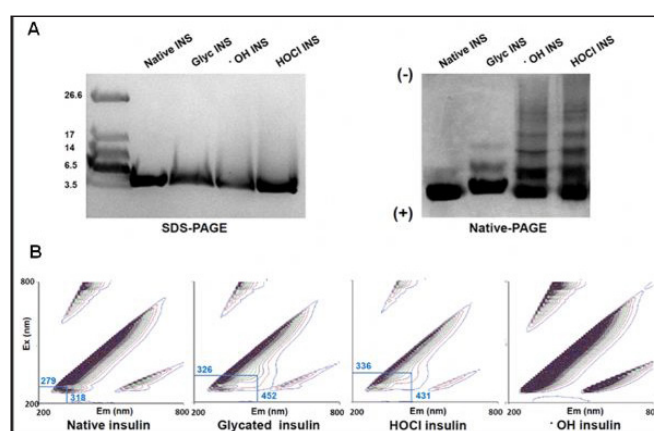 A
Native INS
Glyc INS
·OH INS
HOCl INS
26.6
17
14
6.5
3.5
SDS-PAGE
Native INS
Glyc INS
·OH INS
HOCl INS
(-)
(+)
Native-PAGE
B
800
Ex (nm)
200
279
318
200 Em (nm) 800
Native insulin
326
452
200 Em (nm) 800
Glycated insulin
336
431
200 Em (nm) 800
HOCl insulin
200 Em (nm) 800
·OH insulin